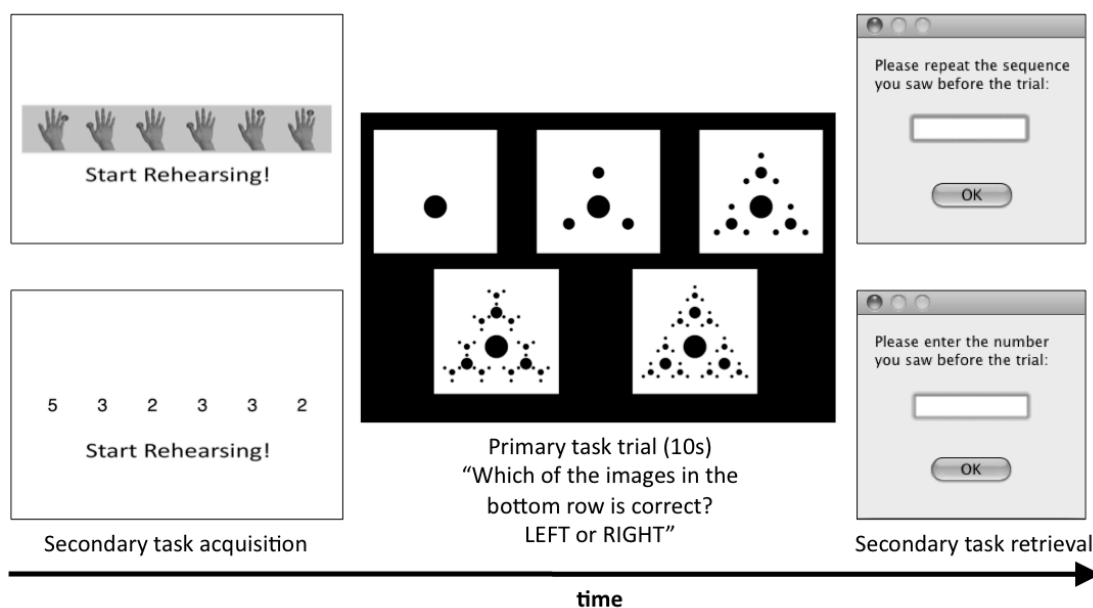 Start Rehearsing!
5 3 2 3 3 2
Start Rehearsing!
Secondary task acquisition
Primary task trial (10s)
“Which of the images in the
bottom row is correct?
LEFT or RIGHT”
Please repeat the sequence
you saw before the trial:
OK
Please enter the number
you saw before the trial:
OK
Secondary task retrieval
time